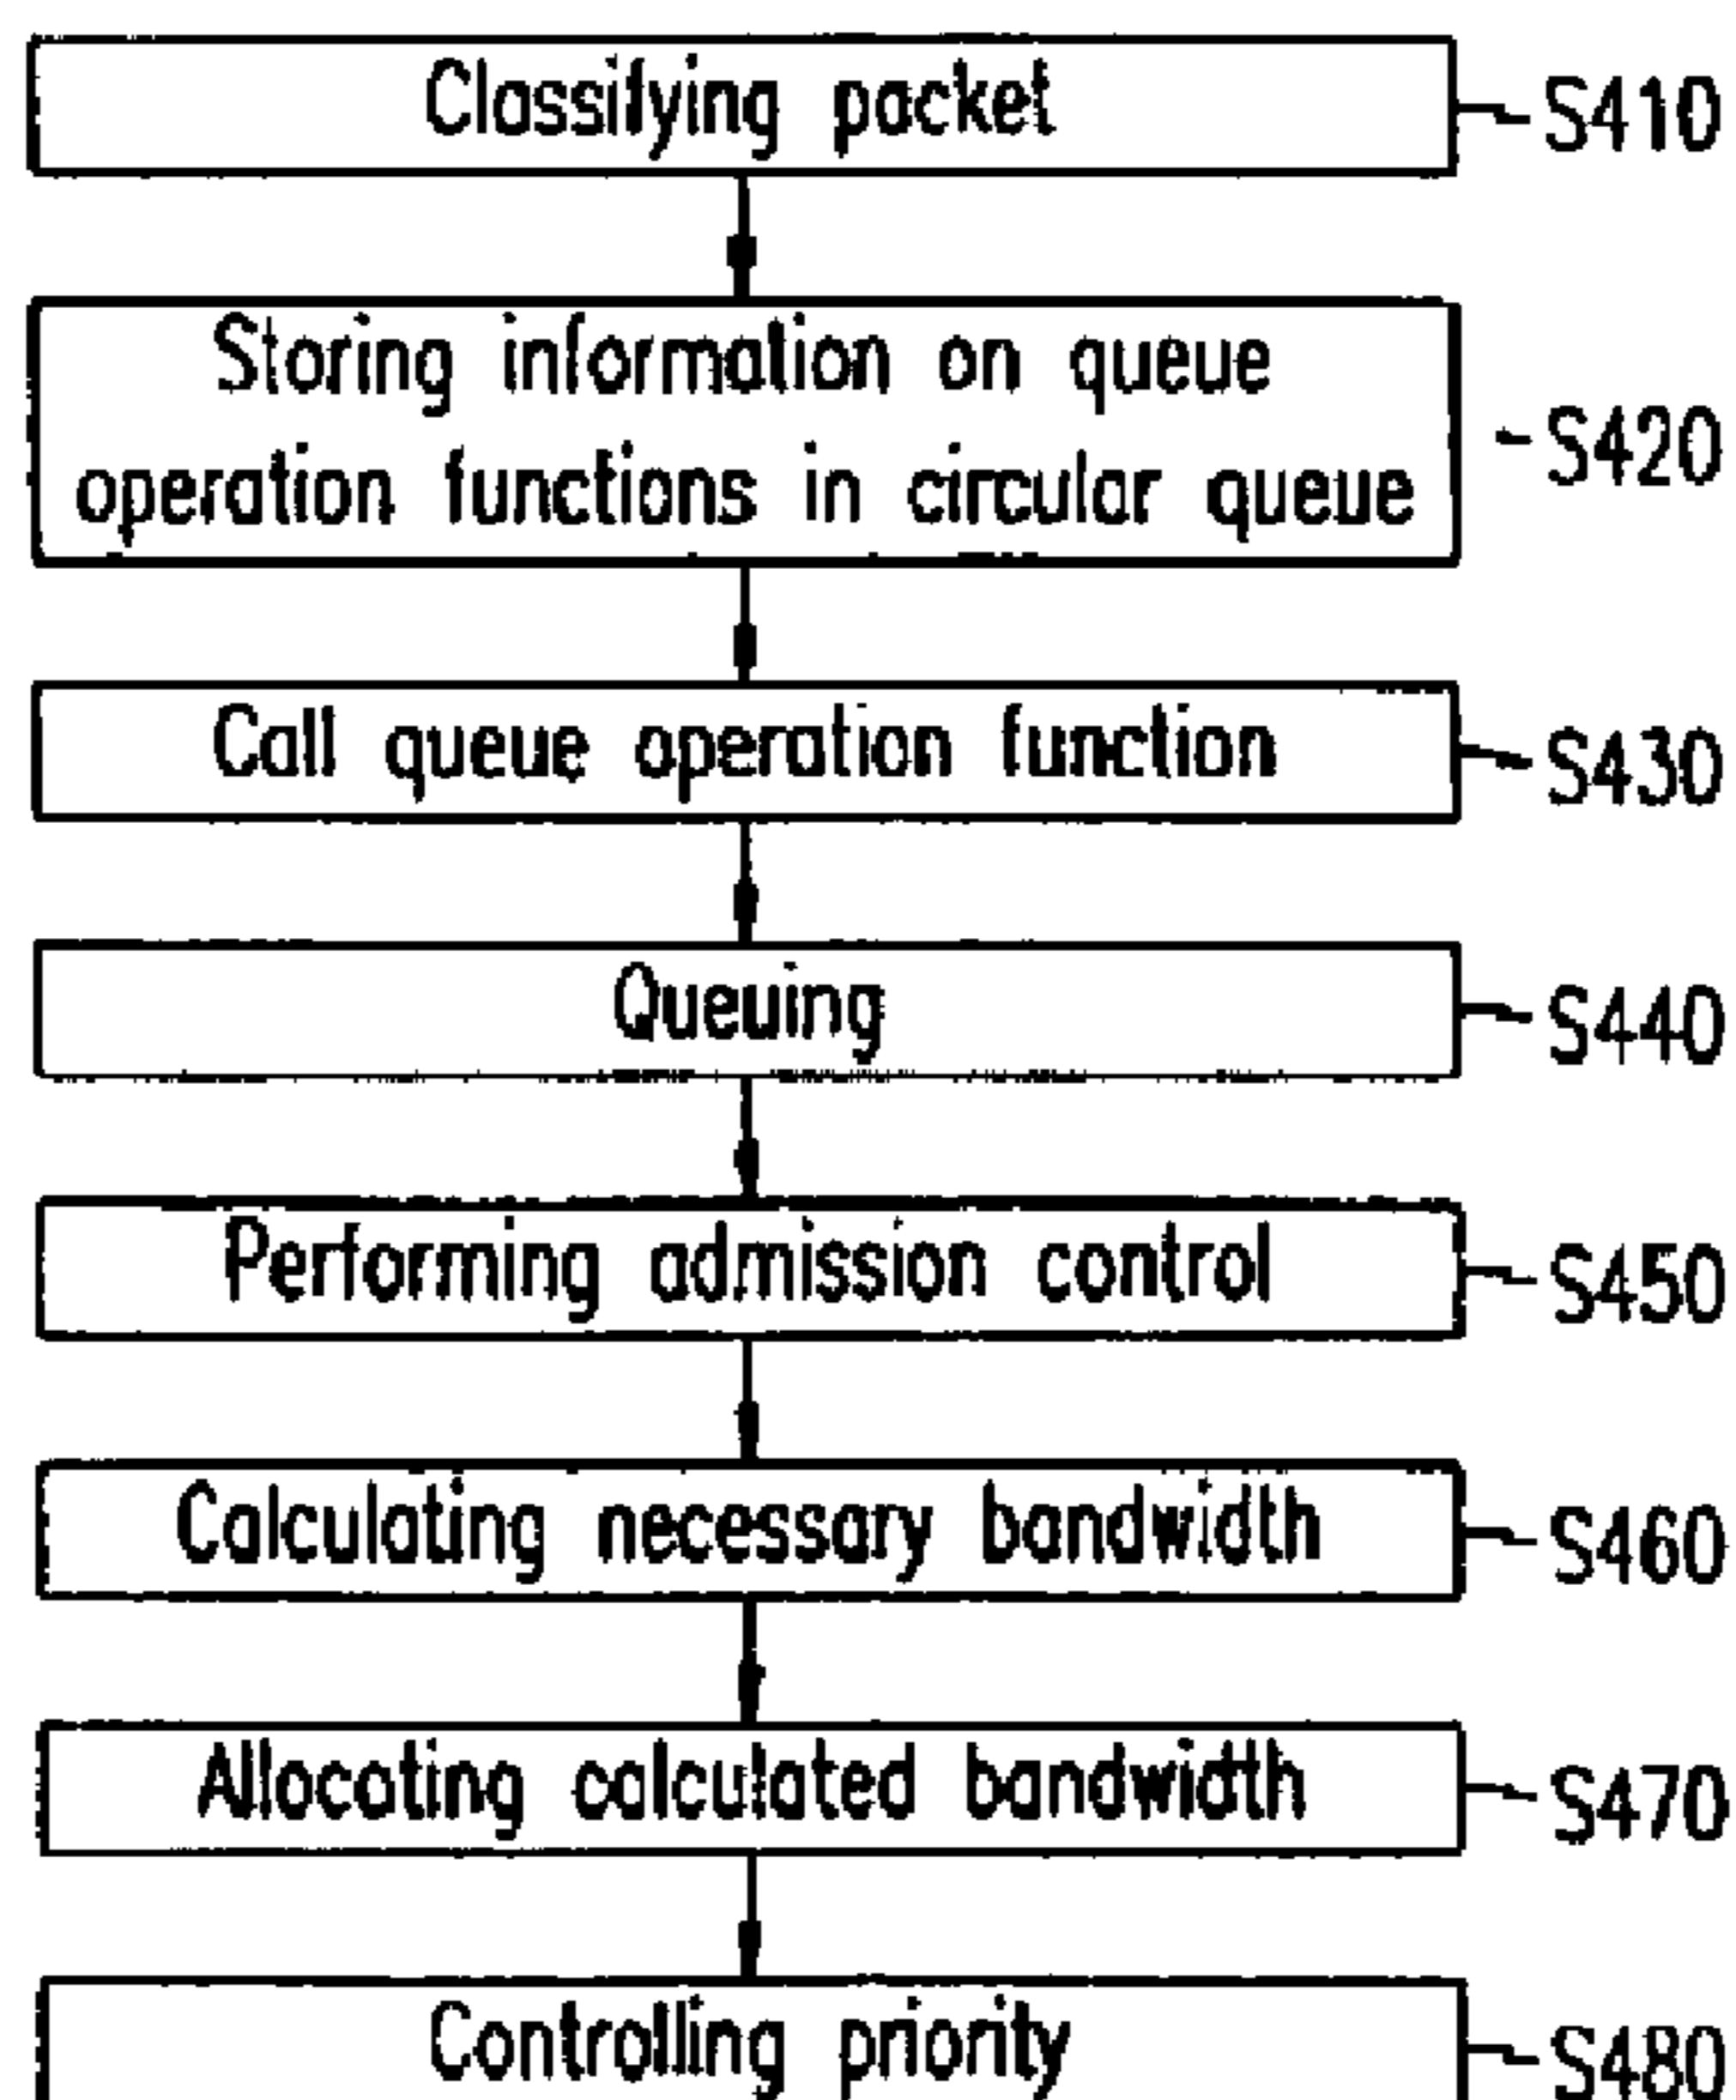 Classifying packet
S410
Storing information on queue
operation functions in circular queue
S420
Call queue operation function
S430
Queuing
S440
Performing admission control
S450
Calculating necessary bandwidth
S460
Allocating calculated bandwidth
S470
Controlling priority
S480